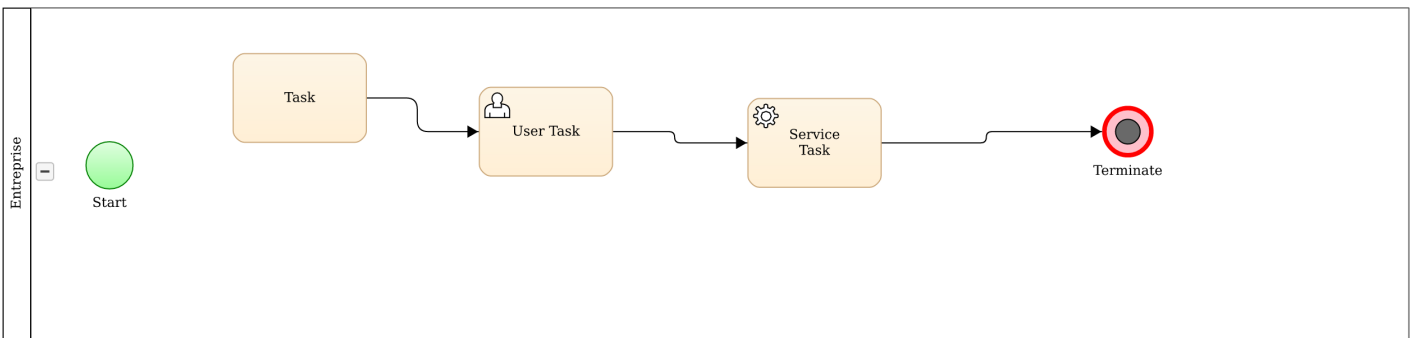 Entreprise
Start
Task
User Task
Service
Task
Terminate